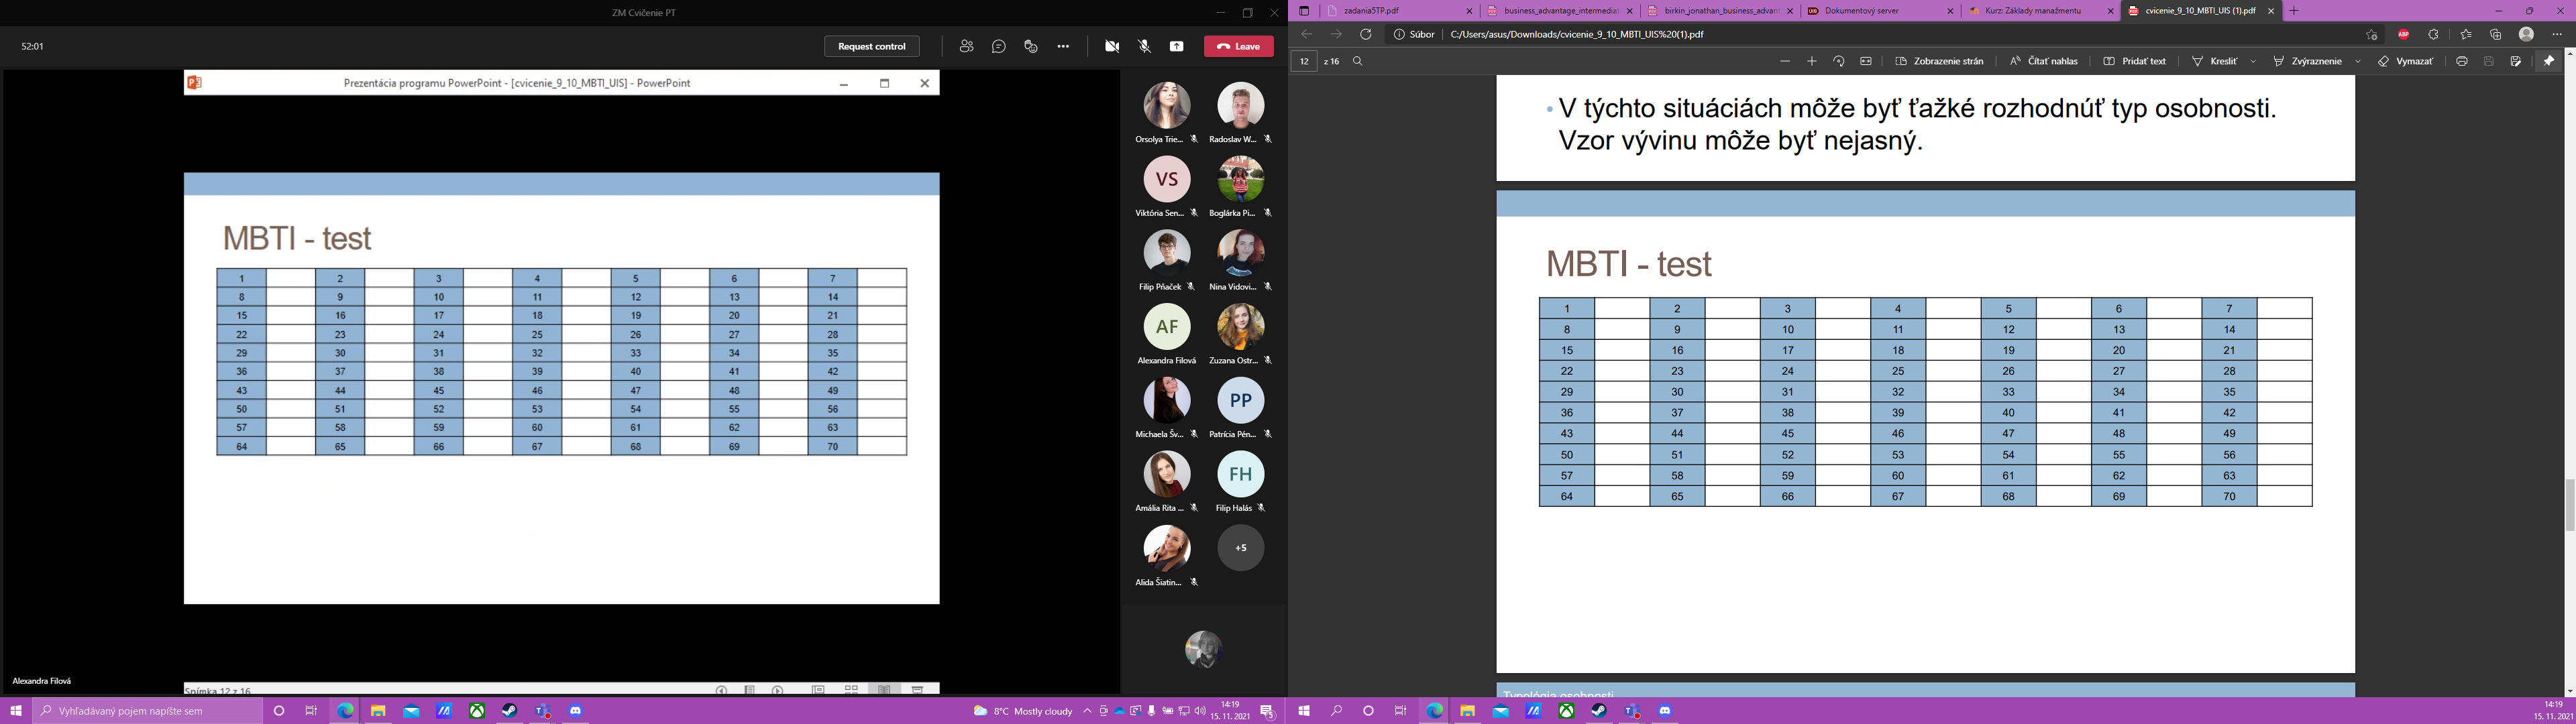 ZM Cvičenie PT
52:01
Request control
Leave
Prezentácia programu PowerPoint - [cvicenie_9_10_MBTI_UIS] - PowerPoint
MBTI - test
1 2 3 4 5 6 7
8 9 10 11 12 13 14
15 16 17 18 19 20 21
22 23 24 25 26 27 28
29 30 31 32 33 34 35
36 37 38 39 40 41 42
43 44 45 46 47 48 49
50 51 52 53 54 55 56
57 58 59 60 61 62 63
64 65 66 67 68 69 70
Snímka 12 z 16
Alexandra Filová
Orsolya Trie... Radoslav W...
VS
Viktória Sen... Boglárka Pi...
Filip Pňaček Nina Vidovi...
AF
Alexandra Filová Zuzana Ostr...
PP
Michaela Šv... Patrícia Pén...
FH
Amália Rita ... Filip Halás
+5
Alida Šiatin...
Vyhľadávaný pojem napíšte sem
8°C Mostly cloudy
14:19
15. 11. 2021
5
zadania5TP.pdf
business_advantage_intermediat
birkin_jonathan_business_advan
UIS
Dokumentový server
Kurz: Základy manažmentu
cvicenie_9_10_MBTI_UIS (1).pdf
Súbor
C:/Users/asus/Downloads/cvicenie_9_10_MBTI_UIS%20(1).pdf
ABP
12 z 16
Zobrazenie strán
Čítať nahlas
Pridať text
Kresliť
Zvýraznenie
Vymazať
• V týchto situáciách môže byť ťažké rozhodnúť typ osobnosti.
Vzor vývinu môže byť nejasný.
MBTI - test
1 2 3 4 5 6 7
8 9 10 11 12 13 14
15 16 17 18 19 20 21
22 23 24 25 26 27 28
29 30 31 32 33 34 35
36 37 38 39 40 41 42
43 44 45 46 47 48 49
50 51 52 53 54 55 56
57 58 59 60 61 62 63
64 65 66 67 68 69 70
Typológia osobnosti
14:19
15. 11. 2021